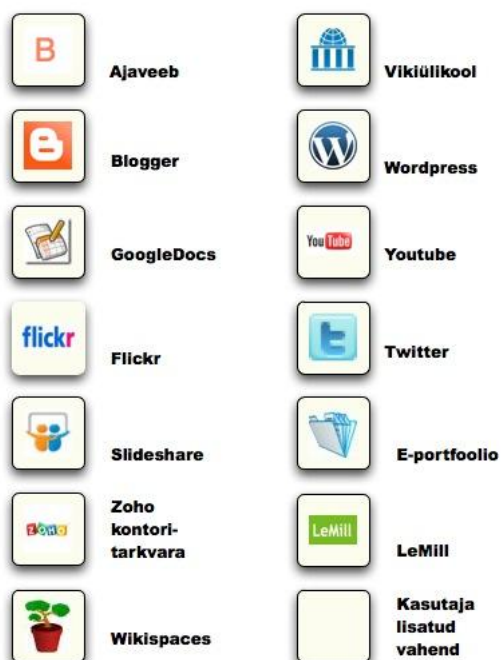 B
Ajaveeb
Vikiülikool
Blogger
Wordpress
GoogleDocs
You Tube
Youtube
flickr
Flickr
Twitter
Slideshare
E-portfoolio
ZOHO
Zoho
kontori-
tarkvara
LeMill
LeMill
Wikispaces
Kasutaja
lisatud
vahend